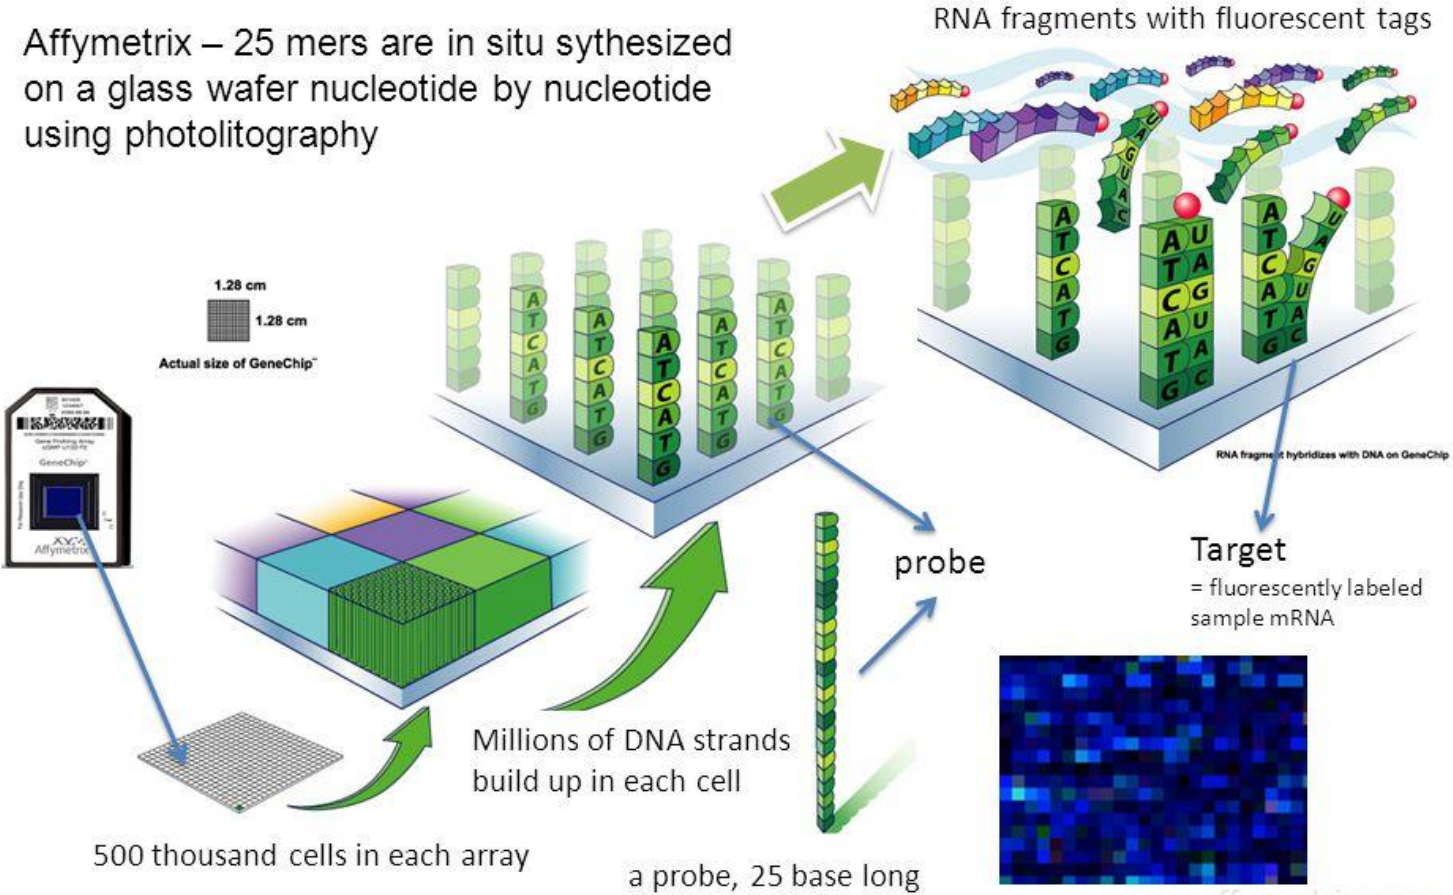 Affymetrix – 25 mers are in situ sythesized
on a glass wafer nucleotide by nucleotide
using photolitography
RNA fragments with fluorescent tags
1.28 cm
1.28 cm
Actual size of GeneChip
GeneChip
Affymetrix
A T C A T G
A T C A T G
A T C A T G
A T C A T G
A T C A T G
U A G U A C
A T C A T G
A T C A T G
U A G U A C
A T C A T G
U A G U A C
RNA fragment hybridizes with DNA on GeneChip
probe
Target
= fluorescently labeled
sample mRNA
Millions of DNA strands
build up in each cell
500 thousand cells in each array
a probe, 25 base long